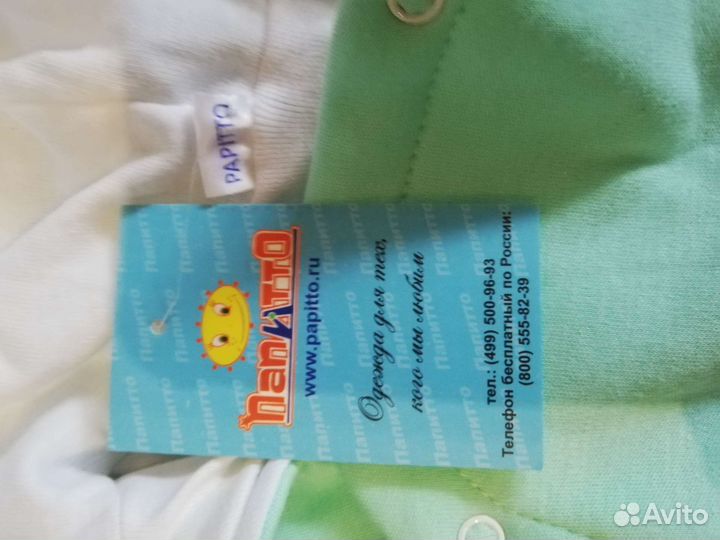 PAPITTO
Папитто
www.papitto.ru
Одежда для тех,
кого мы любим
тел.: (499) 500-96-93
Телефон бесплатный по России:
(800) 555-82-39
Avito